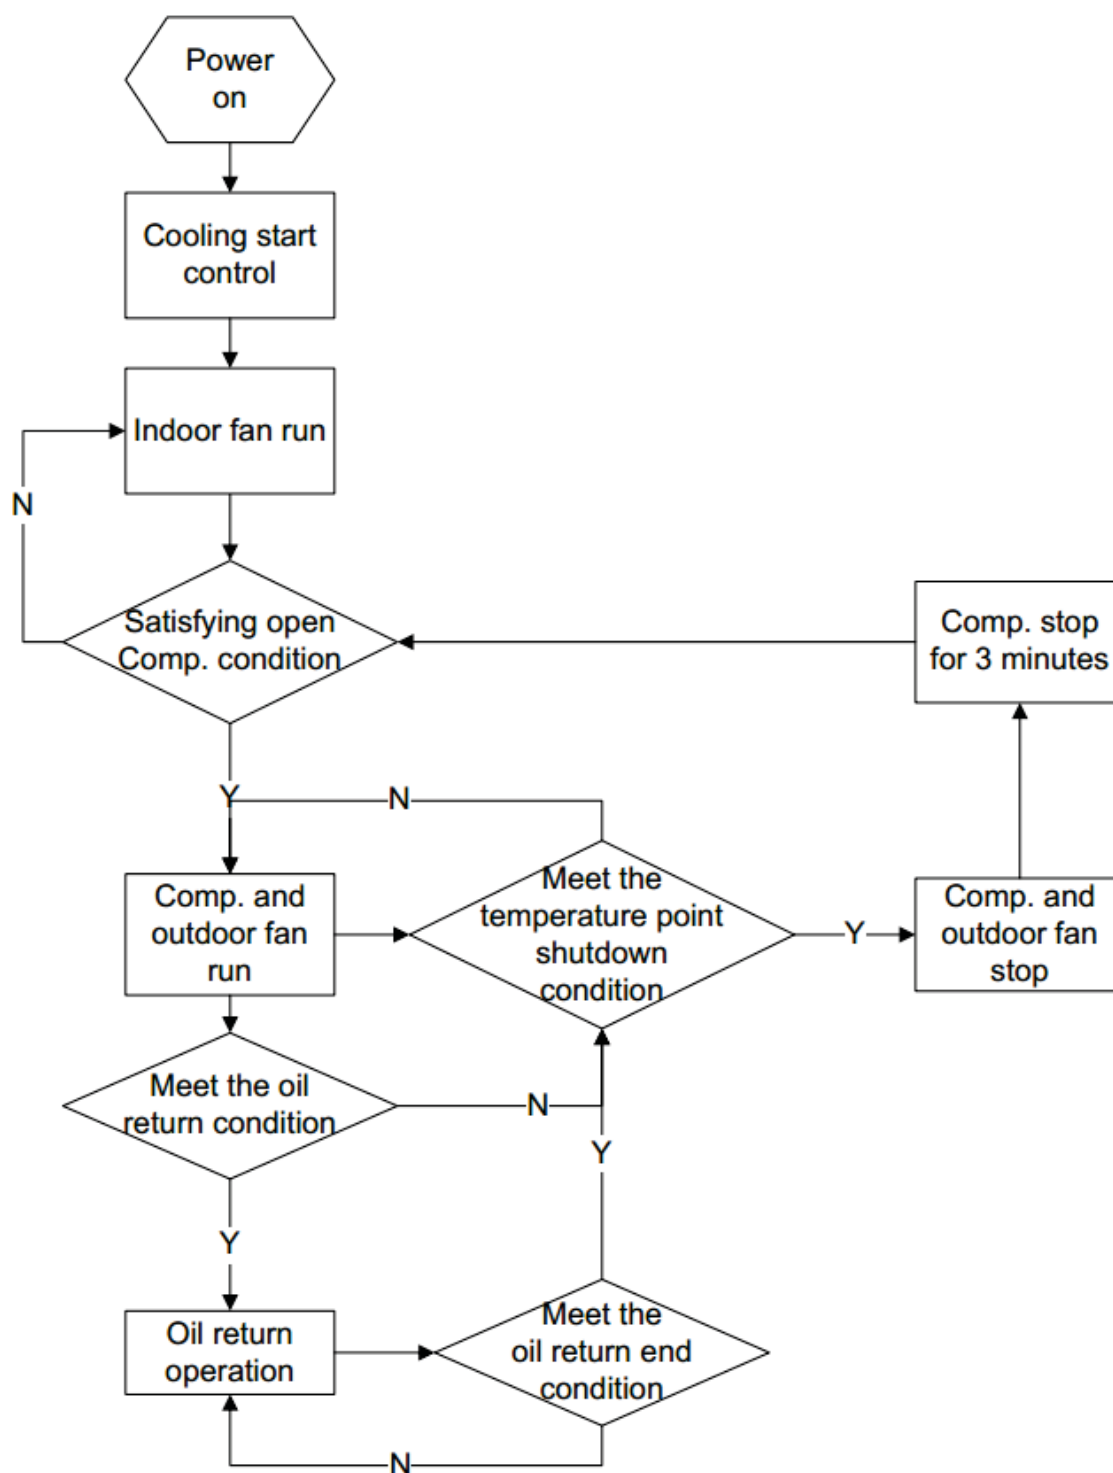 Power
on
Cooling start
control
Indoor fan run
N
Satisfying open
Comp. condition
Comp. stop
for 3 minutes
Y
N
Comp. and
outdoor fan
run
Meet the
temperature point
shutdown
condition
Y
Comp. and
outdoor fan
stop
Meet the oil
return condition
N
Y
Y
Oil return
operation
Meet the
oil return end
condition
N